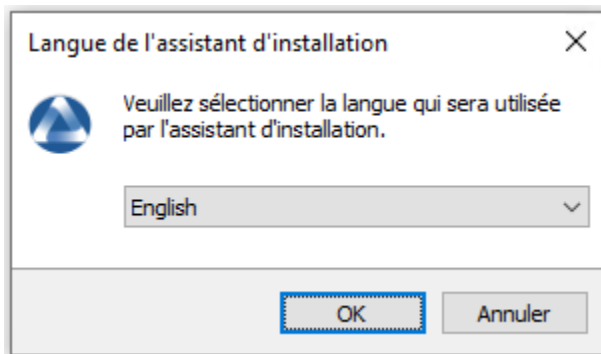 Langue de l'assistant d'installation
Veuillez sélectionner la langue qui sera utilisée
par l'assistant d'installation.
English
OK
Annuler